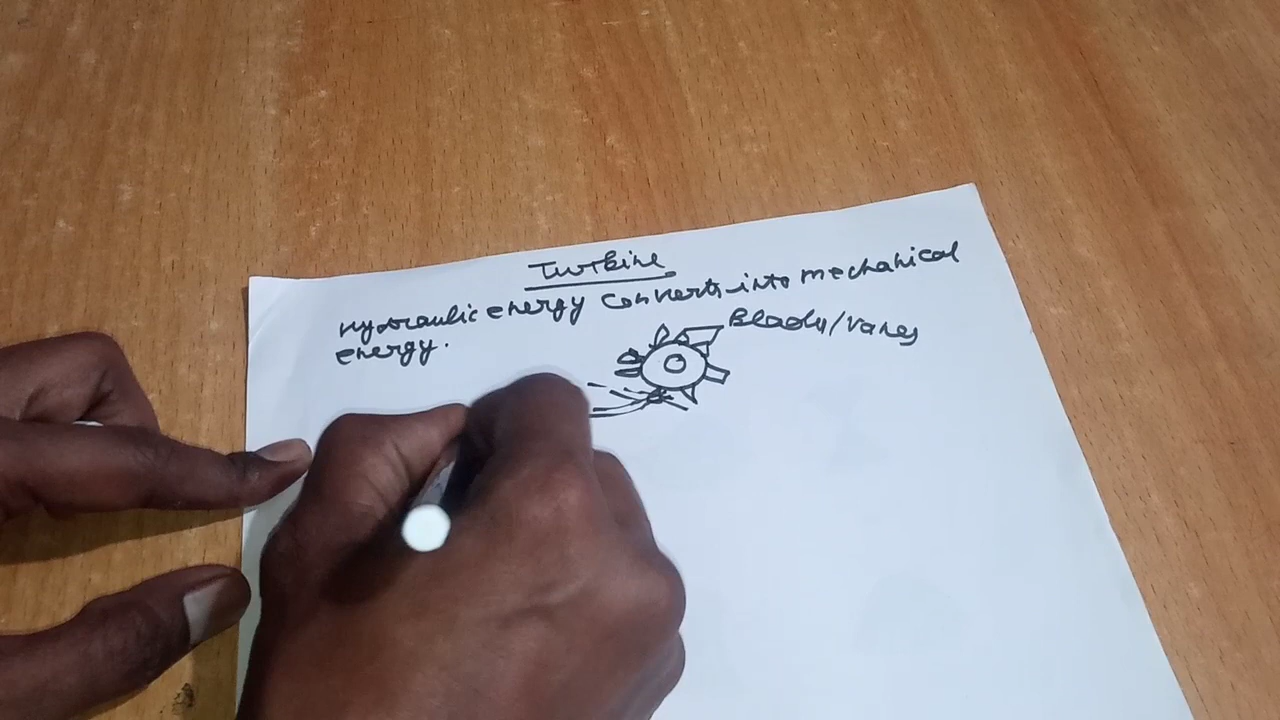 Turbine
Hydraulic energy converts into mechanical
energy.
Blades/vanes